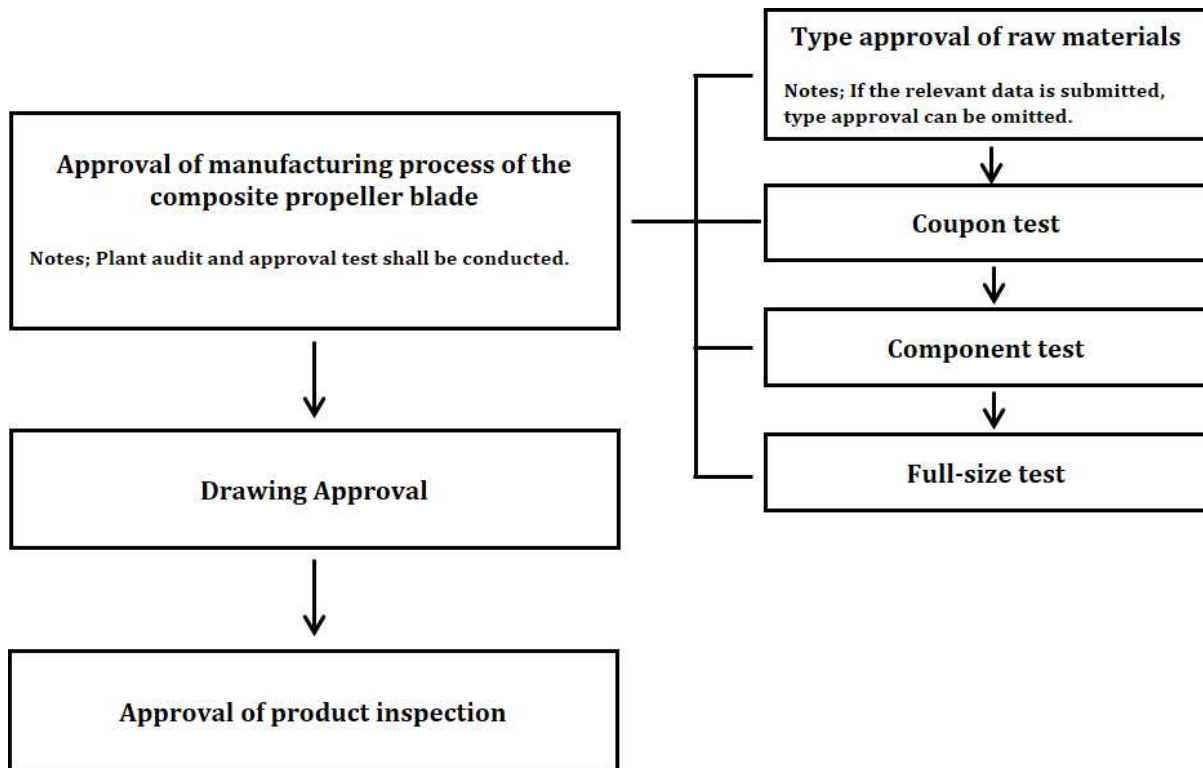 Approval of manufacturing process of the
composite propeller blade
Notes; Plant audit and approval test shall be conducted.
Drawing Approval
Approval of product inspection
Type approval of raw materials
Notes; If the relevant data is submitted,
type approval can be omitted.
Coupon test
Component test
Full-size test